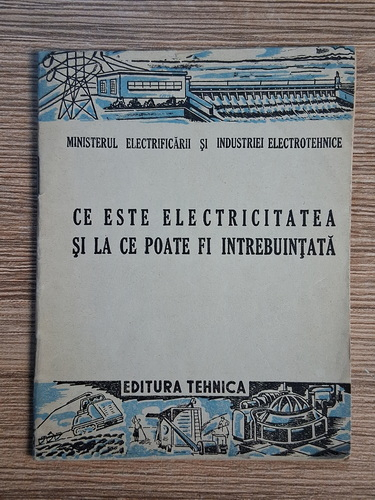 MINISTERUL ELECTRIFICĂRII ŞI INDUSTRIEI ELECTROTEHNICE
CE ESTE ELECTRICITATEA
ŞI LA CE POATE FI INTREBUINŢATĂ
EDITURA TEHNICA